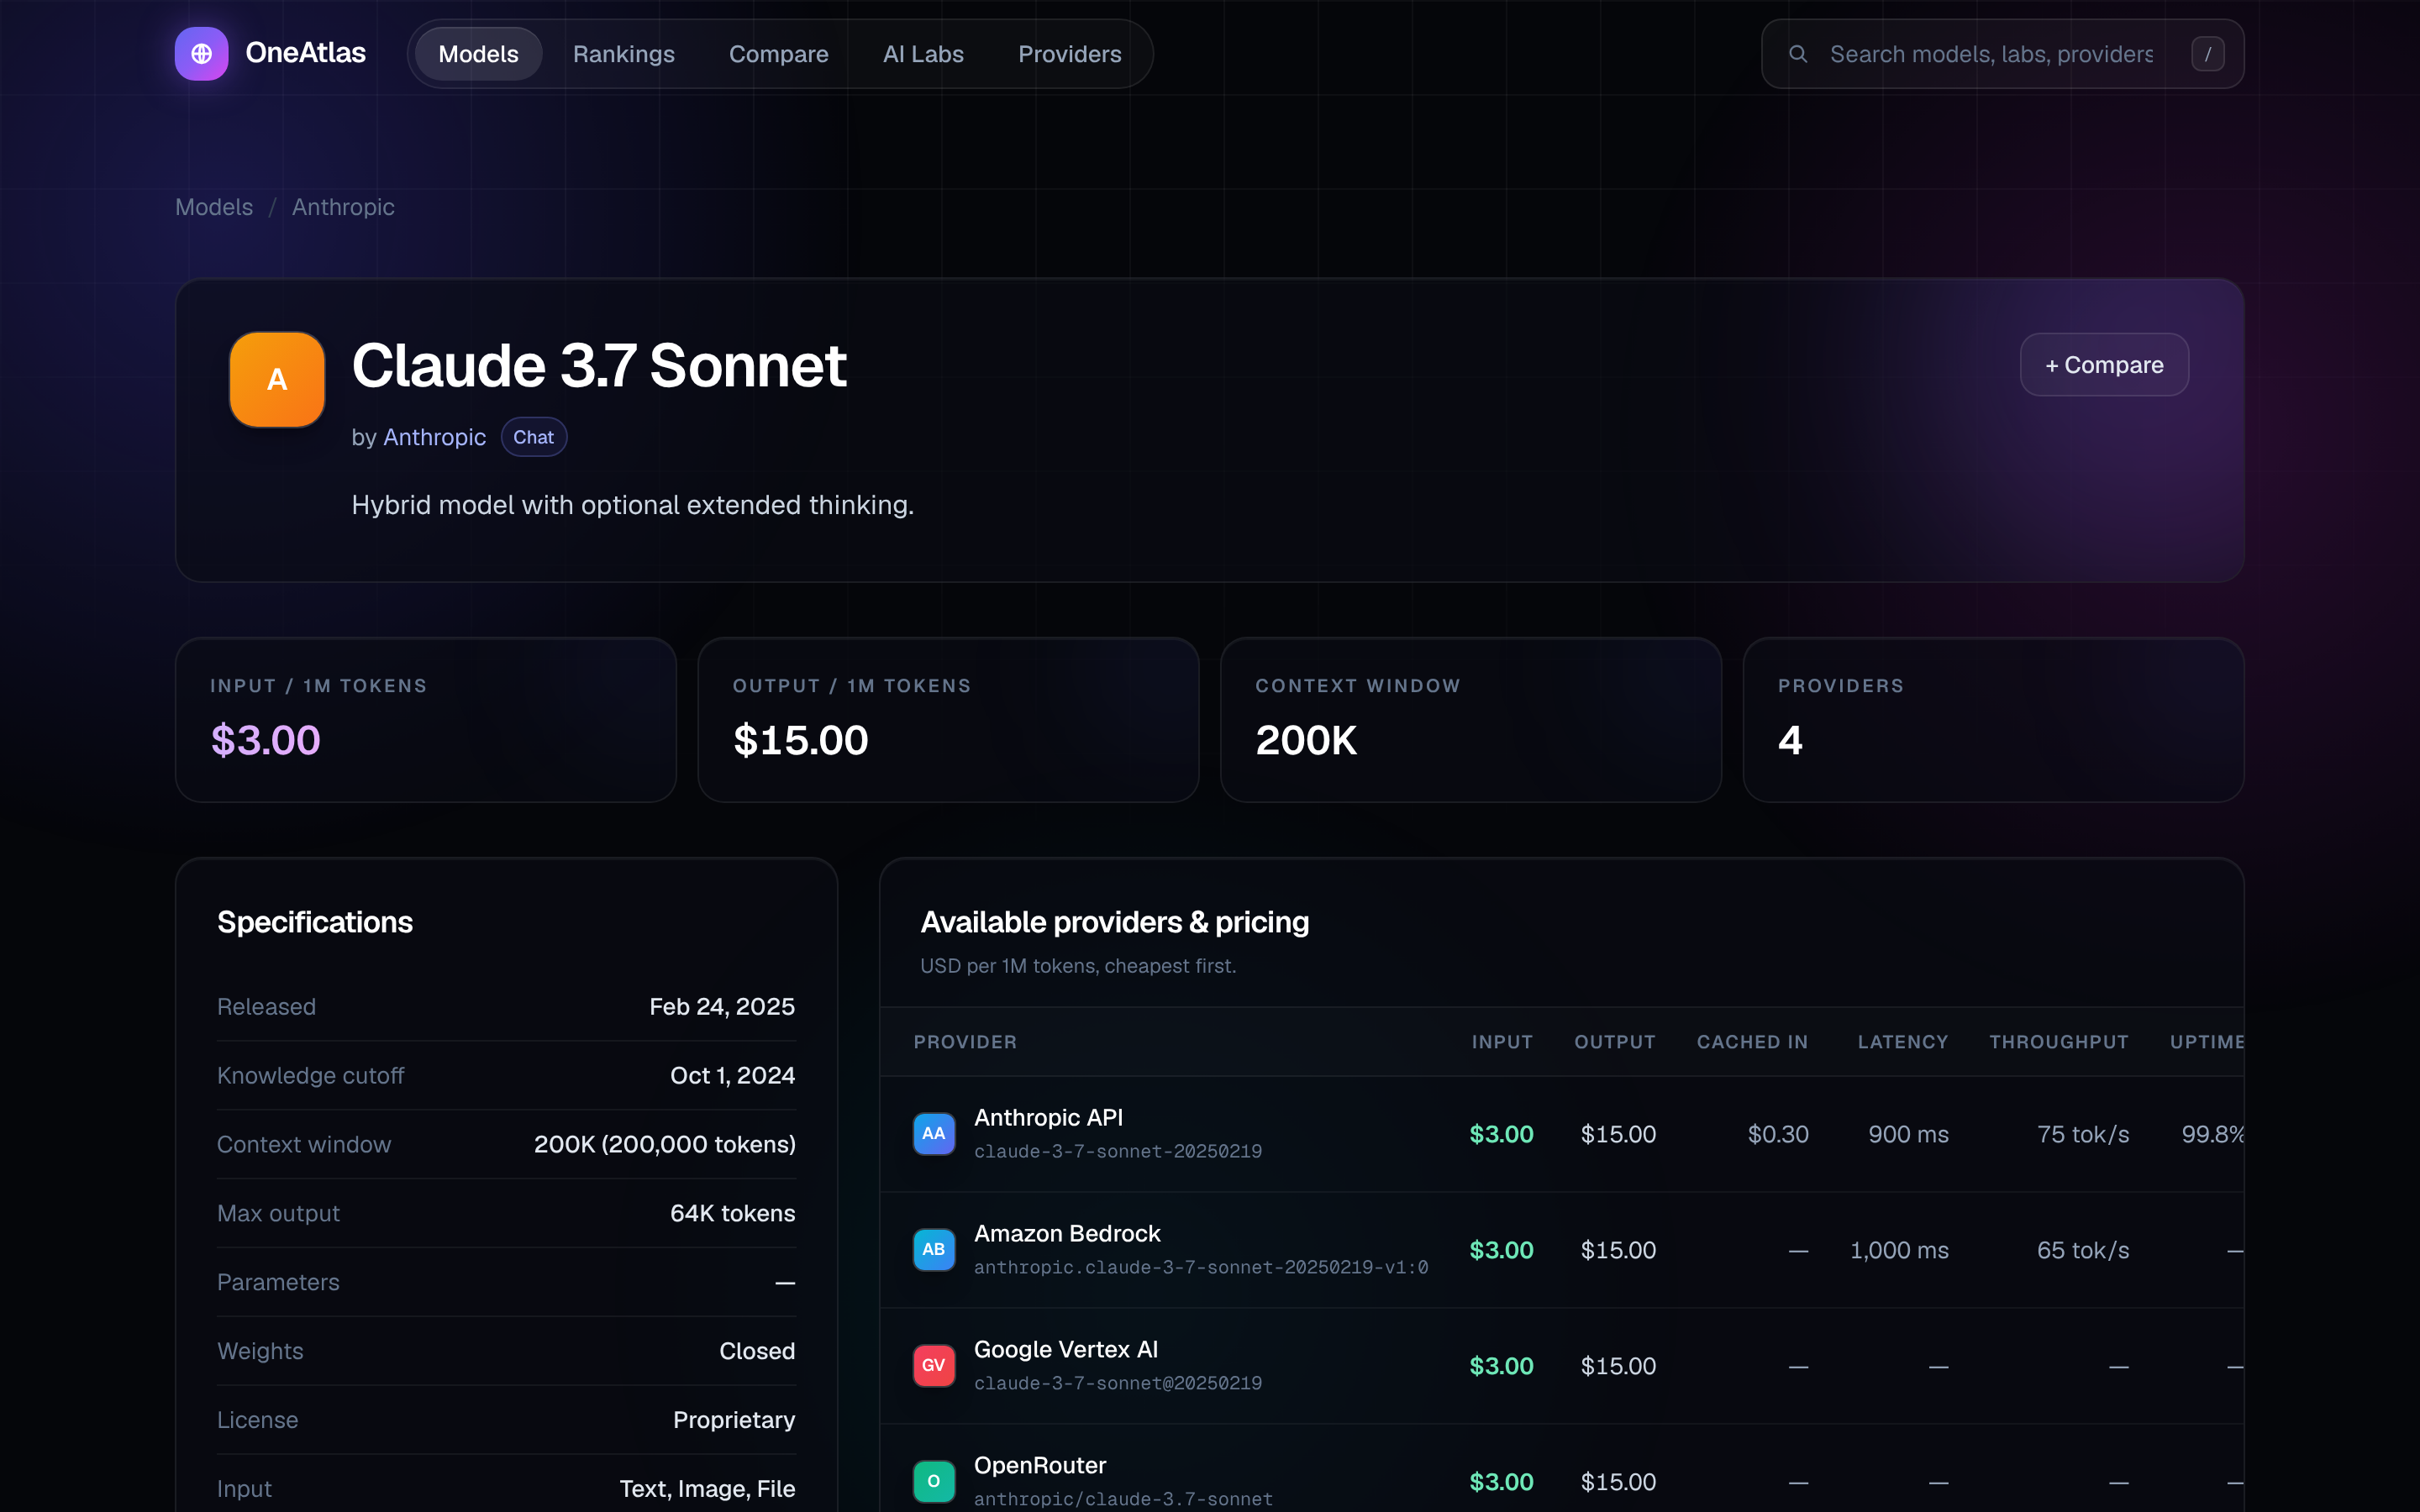 OneAtlas
Models Rankings Compare AI Labs Providers
Search models, labs, providers /
Models / Anthropic
A
Claude 3.7 Sonnet
+ Compare
by Anthropic Chat
Hybrid model with optional extended thinking.
INPUT / 1M TOKENS
$3.00
OUTPUT / 1M TOKENS
$15.00
CONTEXT WINDOW
200K
PROVIDERS
4
Specifications
Released Feb 24, 2025
Knowledge cutoff Oct 1, 2024
Context window 200K (200,000 tokens)
Max output 64K tokens
Parameters —
Weights Closed
License Proprietary
Input Text, Image, File
Available providers & pricing
USD per 1M tokens, cheapest first.
PROVIDER INPUT OUTPUT CACHED IN LATENCY THROUGHPUT UPTIME
AA Anthropic API $3.00 $15.00 $0.30 900 ms 75 tok/s 99.8%
claude-3-7-sonnet-20250219
AB Amazon Bedrock $3.00 $15.00 — 1,000 ms 65 tok/s —
anthropic.claude-3-7-sonnet-20250219-v1:0
GV Google Vertex AI $3.00 $15.00 — — — —
claude-3-7-sonnet@20250219
O OpenRouter $3.00 $15.00 — — — —
anthropic/claude-3.7-sonnet